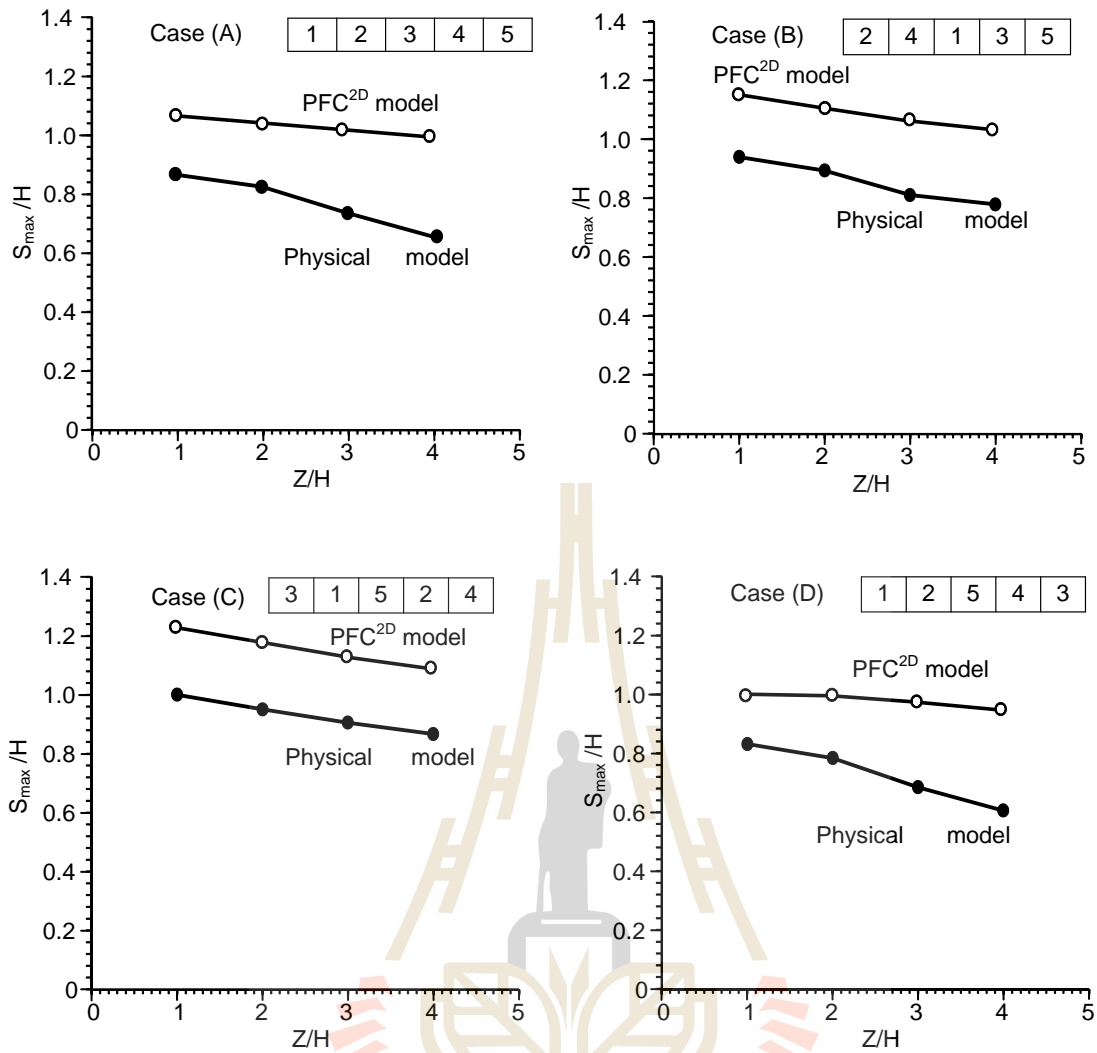 Case (A) 1 2 3 4 5
PFC2D model
Physical model
Smax /H
1.4
1.2
1.0
0.8
0.6
0.4
0.2
0
0 1 2 3 4 5
Z/H
Case (B) 2 4 1 3 5
PFC2D model
Physical model
Smax /H
1.4
1.2
1.0
0.8
0.6
0.4
0.2
0
0 1 2 3 4 5
Z/H
Case (C) 3 1 5 2 4
PFC2D model
Physical model
Smax /H
1.4
1.2
1.0
0.8
0.6
0.4
0.2
0
0 1 2 3 4 5
Z/H
Case (D) 1 2 5 4 3
PFC2D model
Physical model
Smax /H
1.4
1.2
1.0
0.8
0.6
0.4
0.2
0
0 1 2 3 4 5
Z/H